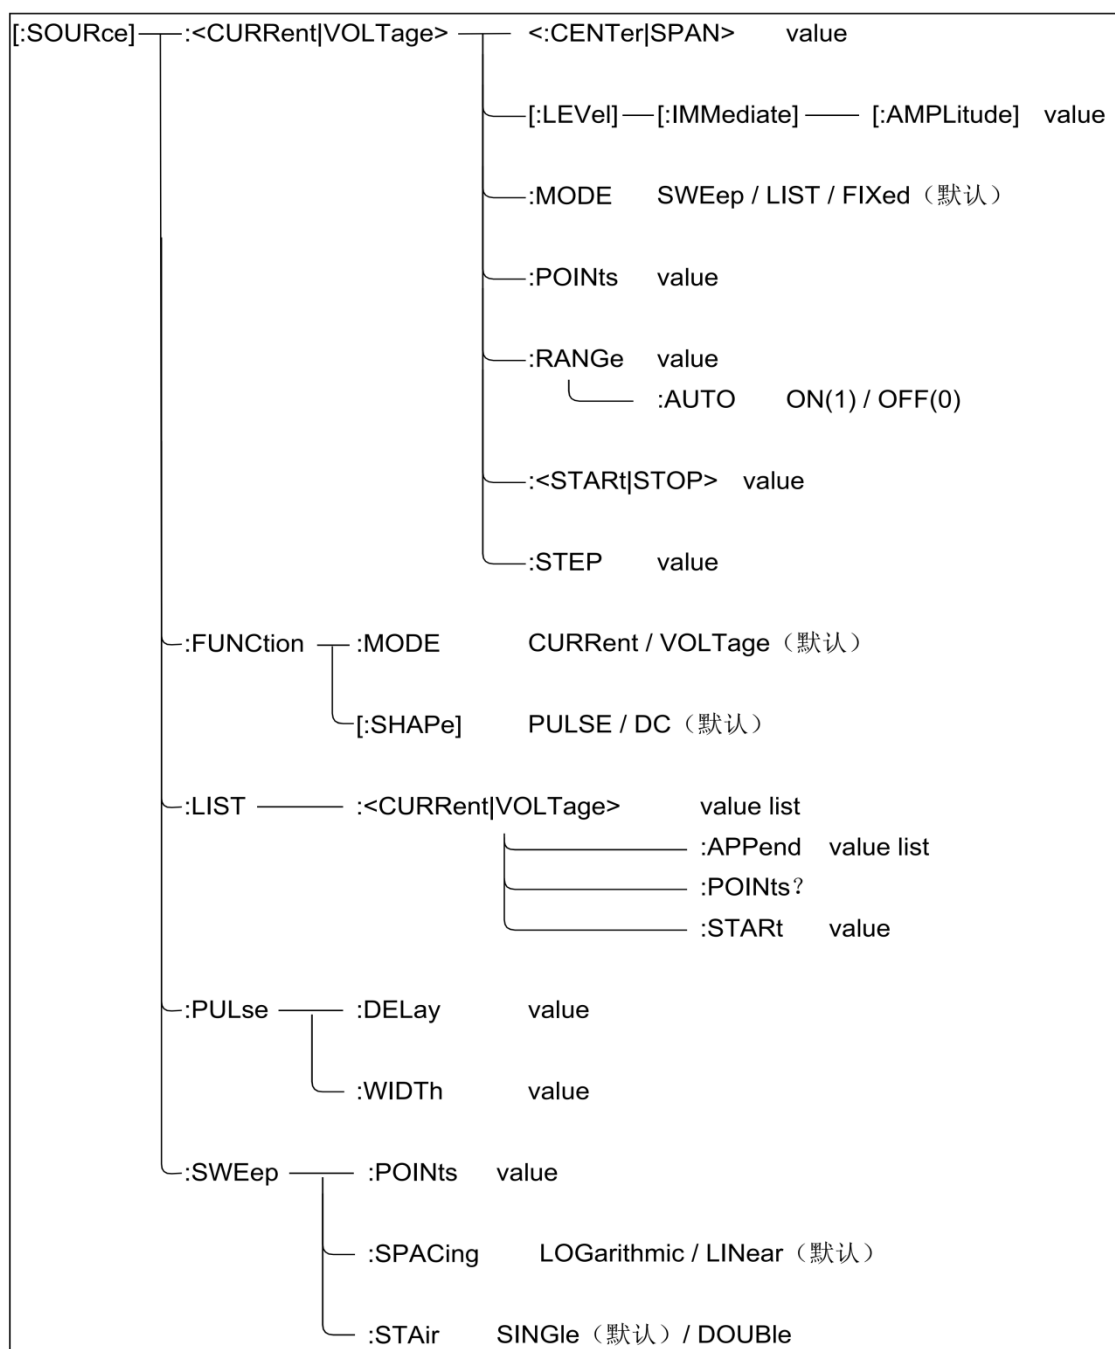 [:SOURce] :<CURRent|VOLTage> <:CENTer|SPAN> value
[:LEVel] [:IMMediate] [:AMPLitude] value
:MODE SWEep / LIST / FIXed（默认）
:POINts value
:RANGe value
:AUTO ON(1) / OFF(0)
:<STARt|STOP> value
:STEP value
:FUNCtion :MODE CURRent / VOLTage（默认）
[:SHAPe] PULSE / DC（默认）
:LIST :<CURRent|VOLTage> value list
:APPend value list
:POINts？
:STARt value
:PULse :DELay value
:WIDTh value
:SWEep :POINts value
:SPACing LOGarithmic / LINear（默认）
:STAir SINGle（默认）/ DOUBle